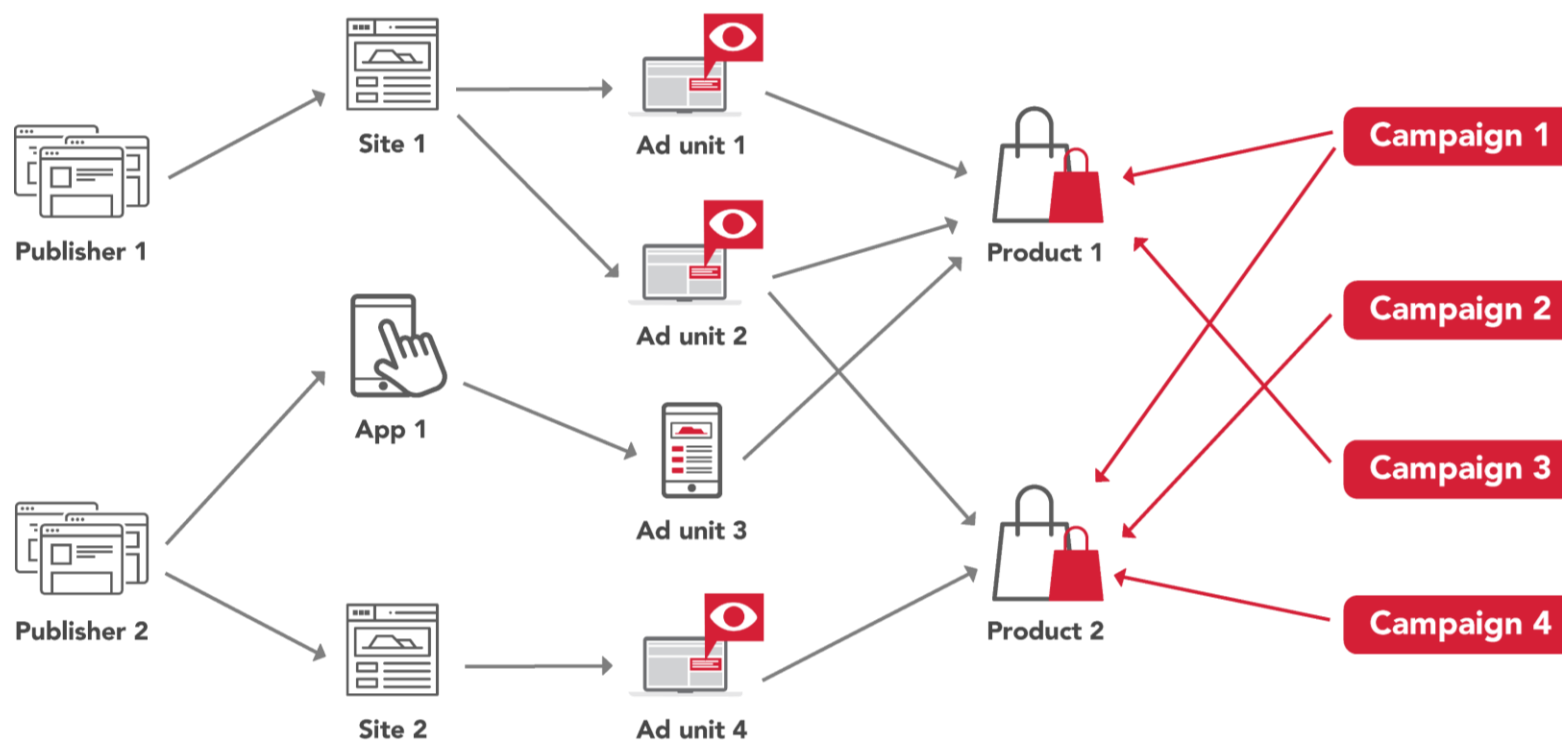 Publisher 1
Site 1
Ad unit 1
Ad unit 2
Product 1
Campaign 1
Campaign 2
Publisher 2
App 1
Ad unit 3
Site 2
Ad unit 4
Product 2
Campaign 3
Campaign 4